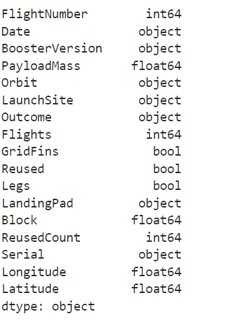 FlightNumber int64
Date object
BoosterVersion object
PayloadMass float64
Orbit object
LaunchSite object
Outcome object
Flights int64
GridFins bool
Reused bool
Legs bool
LandingPad object
Block float64
ReusedCount int64
Serial object
Longitude float64
Latitude float64
dtype: object